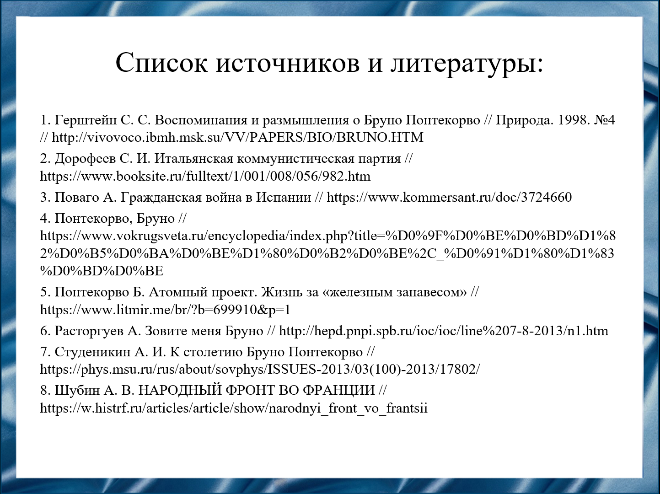 Список источников и литературы:
1. Герштейн С. С. Воспоминания и размышления о Бруно Понтекорво // Природа. 1998. №4
// http://vivovoco.ibmh.msk.su/VV/PAPERS/BIO/BRUNO.HTM
2. Дорофеев С. И. Итальянская коммунистическая партия //
https://www.booksite.ru/fulltext/1/001/008/056/982.htm
3. Поваго А. Гражданская война в Испании // https://www.kommersant.ru/doc/3724660
4. Понтекорво, Бруно //
https://www.vokrugsveta.ru/encyclopedia/index.php?title=%D0%9F%D0%BE%D0%BD%D1%8
2%D0%B5%D0%BA%D0%BE%D1%80%D0%B2%D0%BE%2C_%D0%91%D1%80%D1%83
%D0%BD%D0%BE
5. Понтекорво Б. Атомный проект. Жизнь за «железным занавесом» //
https://www.litmir.me/br/?b=699910&p=1
6. Расторгуев А. Зовите меня Бруно // http://hepd.pnpi.spb.ru/ioc/ioc/line%207-8-2013/n1.htm
7. Студеникин А. И. К столетию Бруно Понтекорво //
https://phys.msu.ru/rus/about/sovphys/ISSUES-2013/03(100)-2013/17802/
8. Шубин А. В. НАРОДНЫЙ ФРОНТ ВО ФРАНЦИИ //
https://w.histrf.ru/articles/article/show/narodnyi_front_vo_frantsii